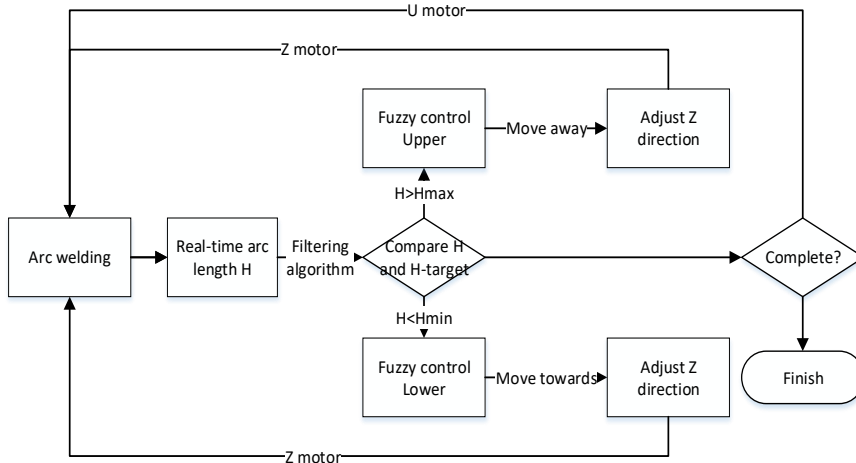 U motor
Z motor
Fuzzy control
Upper
Move away
Adjust Z
direction
H>Hmax
Arc welding
Real-time arc
length H
Filtering
algorithm
Compare H
and H-target
Complete?
H<Hmin
Fuzzy control
Lower
Move towards
Adjust Z
direction
Finish
Z motor